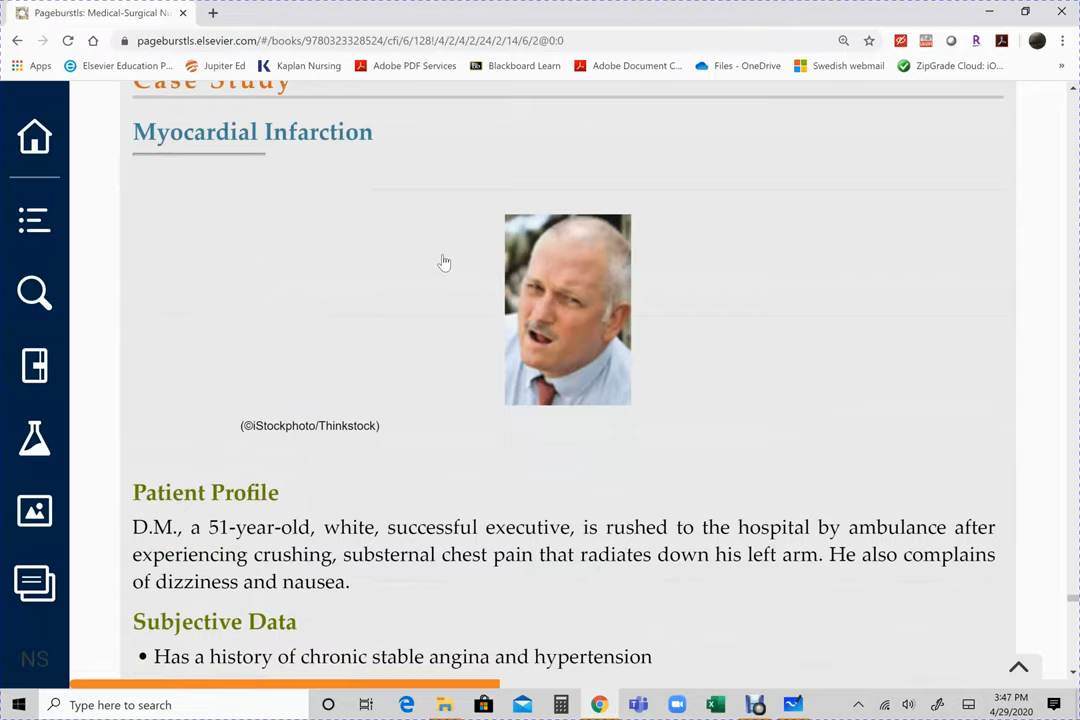 Pageburstls: Medical-Surgical Nu
pageburstls.elsevier.com/#/books/9780323328524/cfi/6/128!/4/2/4/2/24/2/14/6/2@0:0
Apps
Elsevier Education P...
Jupiter Ed
Kaplan Nursing
Adobe PDF Services
Bb
Blackboard Learn
Adobe Document C...
Files - OneDrive
Swedish webmail
ZipGrade Cloud: iO...
»
Case Study
Myocardial Infarction
(©iStockphoto/Thinkstock)
Patient Profile
D.M., a 51-year-old, white, successful executive, is rushed to the hospital by ambulance after
experiencing crushing, substernal chest pain that radiates down his left arm. He also complains
of dizziness and nausea.
Subjective Data
• Has a history of chronic stable angina and hypertension
NS
Type here to search
3:47 PM
4/29/2020